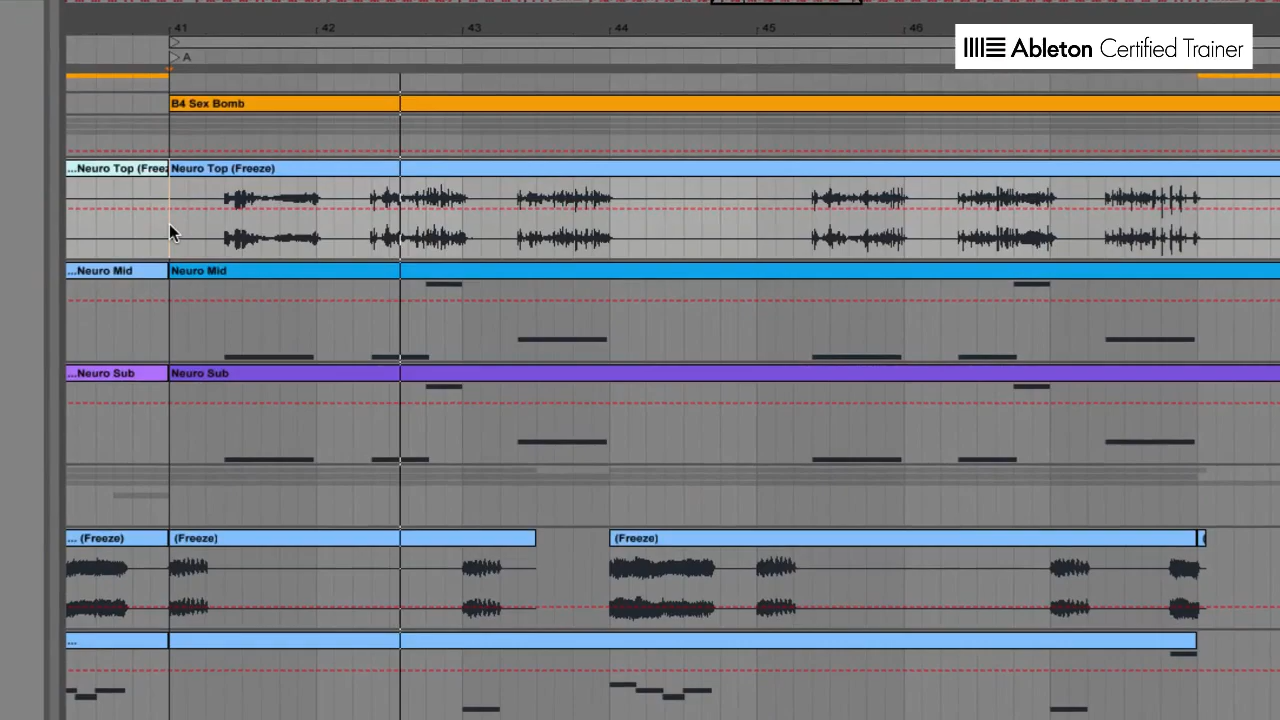 41 42 43 44 45 46
Ableton Certified Trainer
A
B4 Sex Bomb
...Neuro Top (Freez Neuro Top (Freeze)
...Neuro Mid Neuro Mid
...Neuro Sub Neuro Sub
... (Freeze) (Freeze) (Freeze) (
...